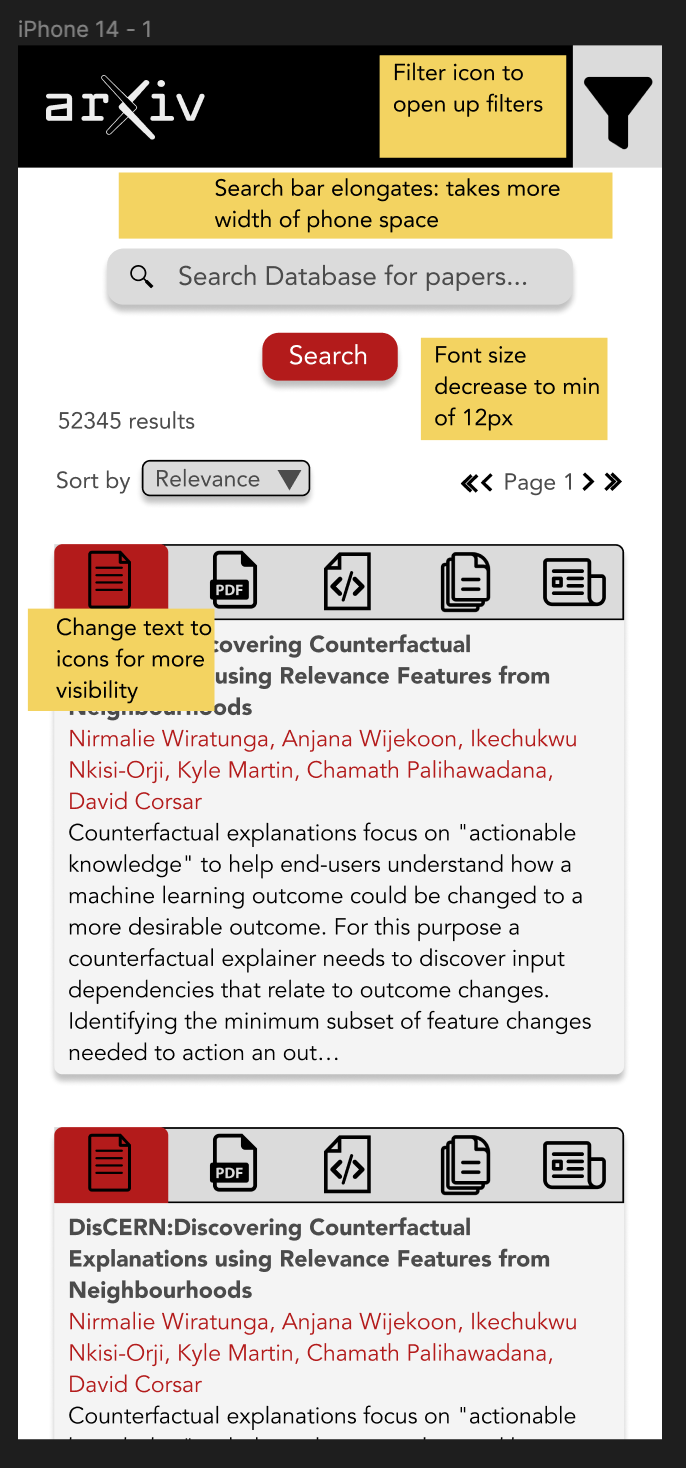 iPhone 14 - 1
arXiv
Filter icon to
open up filters
Search bar elongates: takes more
width of phone space
Search Database for papers...
Search
Font size
decrease to min
of 12px
52345 results
Sort by Relevance
Page 1
PDF
Change text to
icons for more
visibility
covering Counterfactual
using Relevance Features from
Neighbourhoods
Nirmalie Wiratunga, Anjana Wijekoon, Ikechukwu
Nkisi-Orji, Kyle Martin, Chamath Palihawadana,
David Corsar
Counterfactual explanations focus on "actionable
knowledge" to help end-users understand how a
machine learning outcome could be changed to a
more desirable outcome. For this purpose a
counterfactual explainer needs to discover input
dependencies that relate to outcome changes.
Identifying the minimum subset of feature changes
needed to action an out...
PDF
DisCERN:Discovering Counterfactual
Explanations using Relevance Features from
Neighbourhoods
Nirmalie Wiratunga, Anjana Wijekoon, Ikechukwu
Nkisi-Orji, Kyle Martin, Chamath Palihawadana,
David Corsar
Counterfactual explanations focus on "actionable